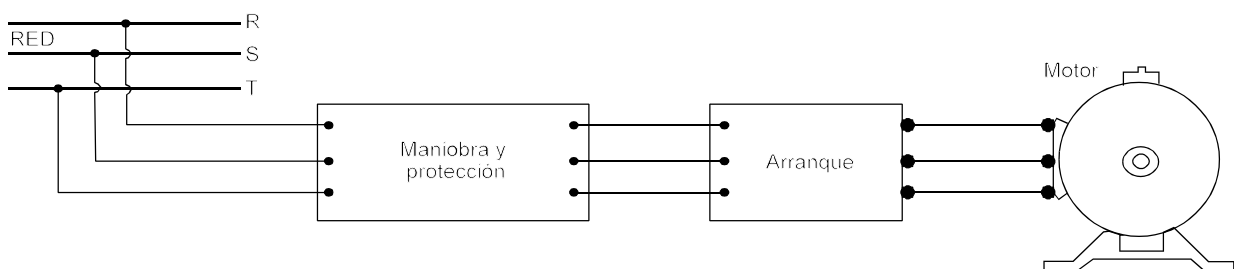 R
RED
S
T
Motor
Maniobra y
protección
Arranque